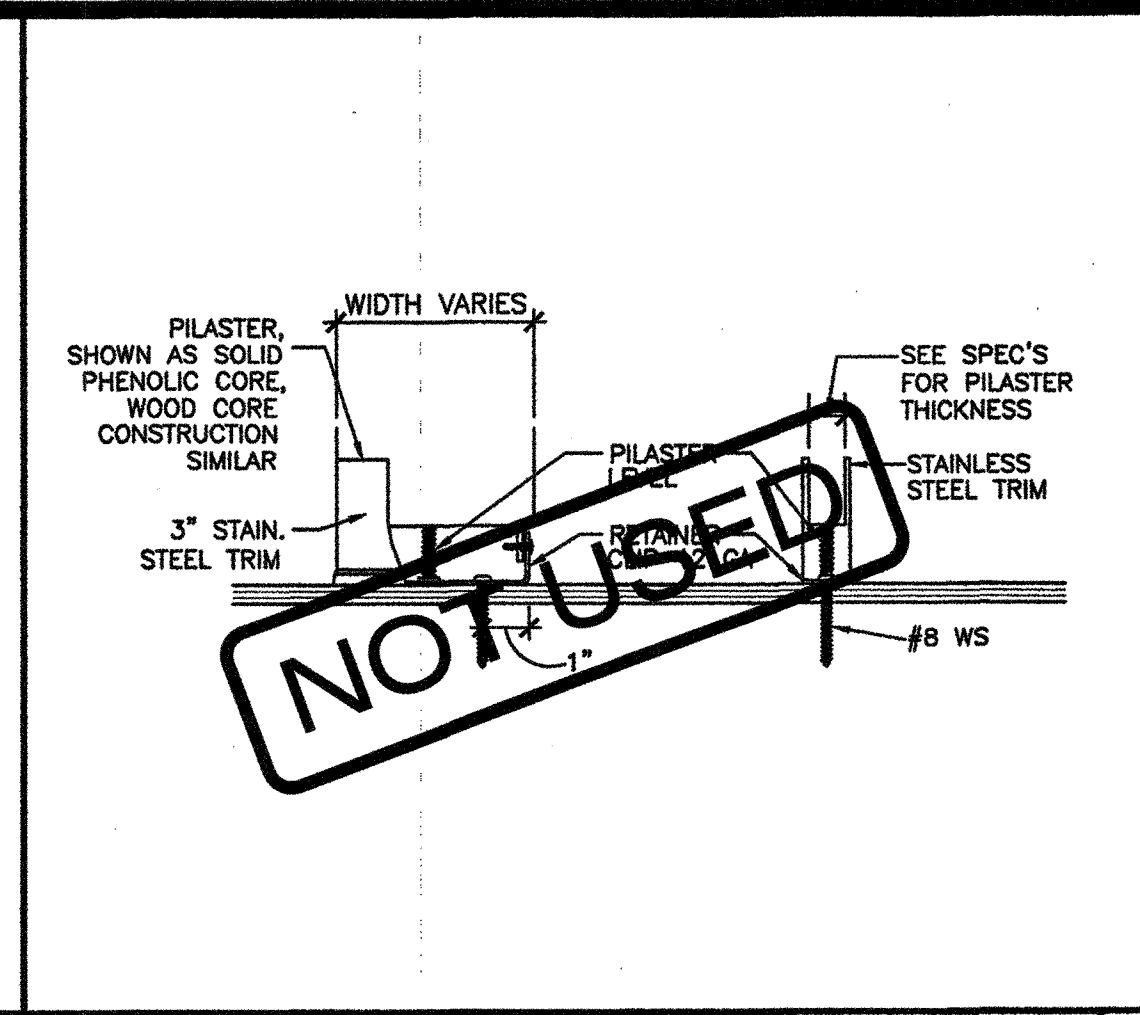 WIDTH VARIES
PILASTER,
SHOWN AS SOLID
PHENOLIC CORE,
WOOD CORE
CONSTRUCTION
SIMILAR
3" STAIN.
STEEL TRIM
PILASTER
RETAINER
SEE SPEC'S
FOR PILASTER
THICKNESS
STAINLESS
STEEL TRIM
#8 WS
1"
NOT USED